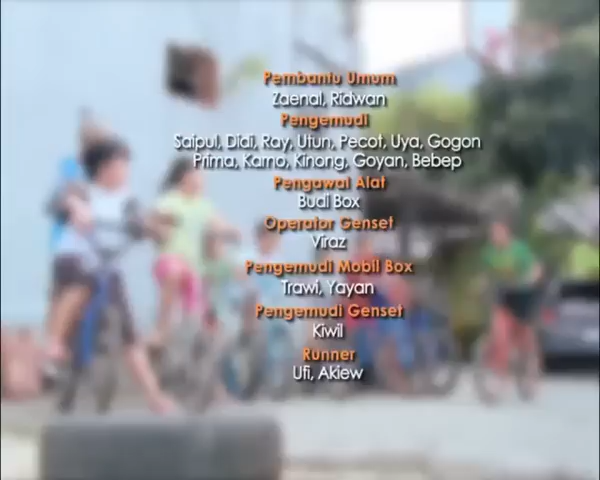 Pembantu Umum
Zaenal, Ridwan
Pengemudi
Saipul, Didi, Ray, Utun, Pecot, Uya, Gogon
Prima, Karno, Kinong, Goyan, Bebep
Pengawal Alat
Budi Box
Operator Genset
Viraz
Pengemudi Mobil Box
Trawi, Yayan
Pengemudi Genset
Kiwil
Runner
Ufi, Akiew